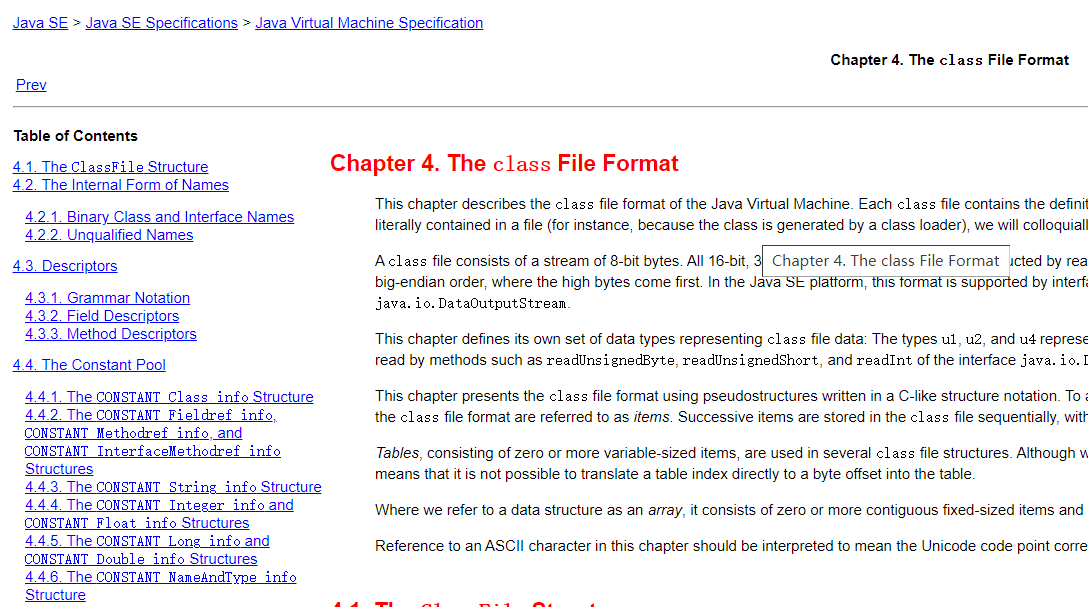 Java SE > Java SE Specifications > Java Virtual Machine Specification
Chapter 4. The class File Format
Prev
Table of Contents
4.1. The ClassFile Structure
4.2. The Internal Form of Names
4.2.1. Binary Class and Interface Names
4.2.2. Unqualified Names
4.3. Descriptors
4.3.1. Grammar Notation
4.3.2. Field Descriptors
4.3.3. Method Descriptors
4.4. The Constant Pool
4.4.1. The CONSTANT_Class_info Structure
4.4.2. The CONSTANT_Fieldref_info,
CONSTANT_Methodref_info, and
CONSTANT_InterfaceMethodref_info
Structures
4.4.3. The CONSTANT_String_info Structure
4.4.4. The CONSTANT_Integer_info and
CONSTANT_Float_info Structures
4.4.5. The CONSTANT_Long_info and
CONSTANT_Double_info Structures
4.4.6. The CONSTANT_NameAndType_info
Structure
Chapter 4. The class File Format
This chapter describes the class file format of the Java Virtual Machine. Each class file contains the definit
literally contained in a file (for instance, because the class is generated by a class loader), we will colloquiall
A class file consists of a stream of 8-bit bytes. All 16-bit, 3
Chapter 4. The class File Format
ucted by rea
big-endian order, where the high bytes come first. In the Java SE platform, this format is supported by interfa
java.io.DataOutputStream.
This chapter defines its own set of data types representing class file data: The types u1, u2, and u4 represe
read by methods such as readUnsignedByte, readUnsignedShort, and readInt of the interface java.io.D
This chapter presents the class file format using pseudostructures written in a C-like structure notation. To a
the class file format are referred to as items. Successive items are stored in the class file sequentially, with
Tables, consisting of zero or more variable-sized items, are used in several class file structures. Although w
means that it is not possible to translate a table index directly to a byte offset into the table.
Where we refer to a data structure as an array, it consists of zero or more contiguous fixed-sized items and
Reference to an ASCII character in this chapter should be interpreted to mean the Unicode code point corre
4.1. The ClassFile Struct